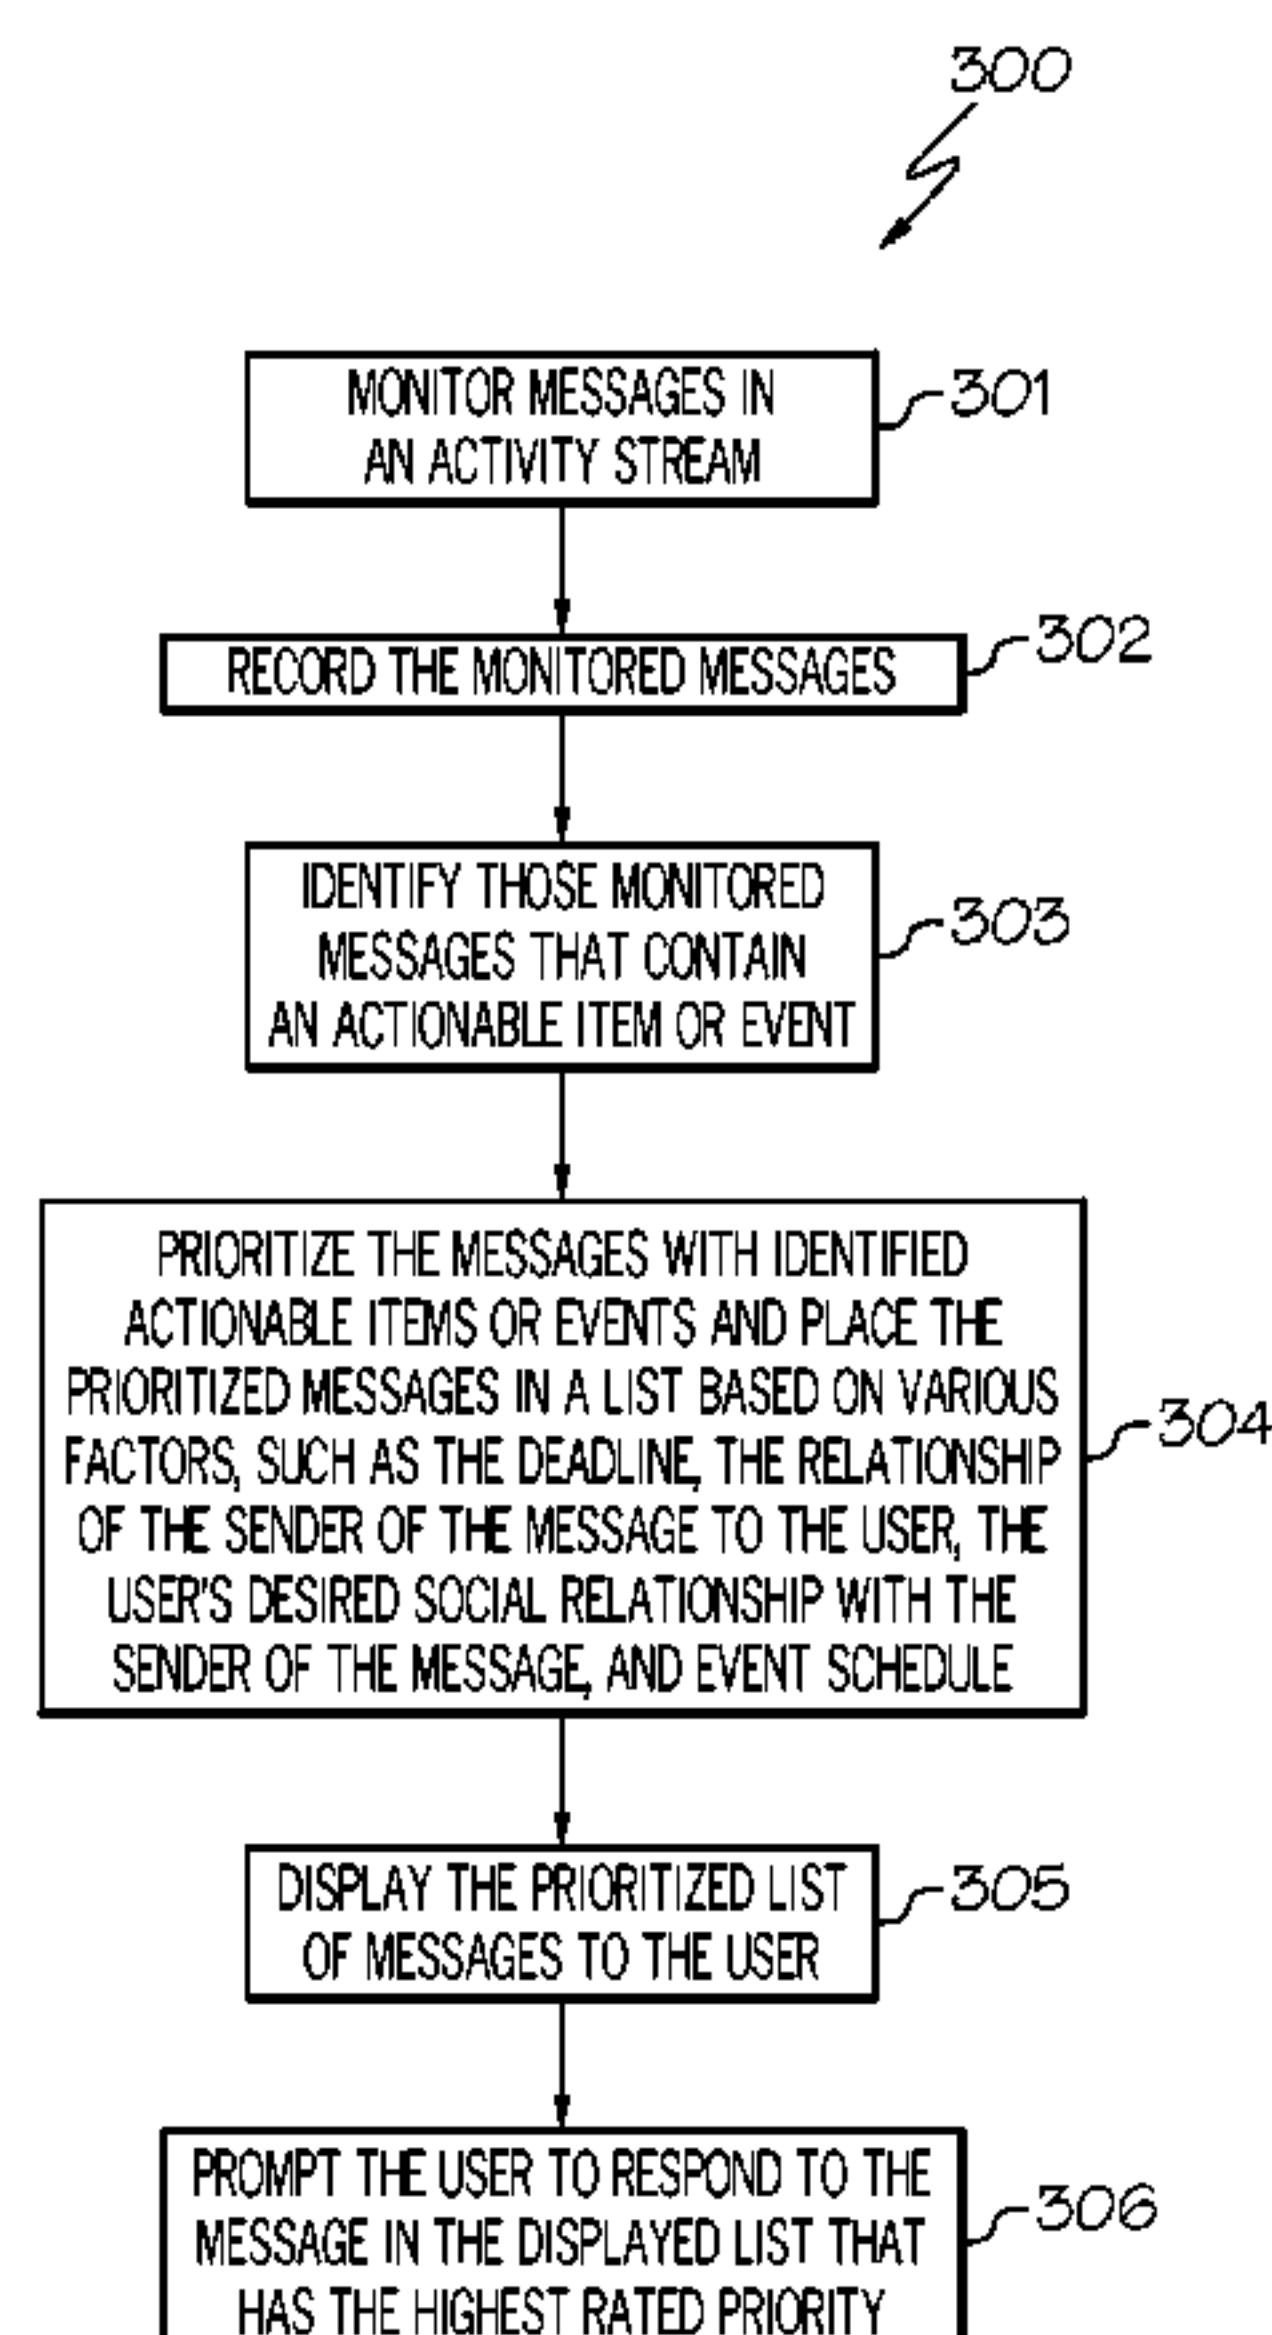 300
MONITOR MESSAGES IN
AN ACTIVITY STREAM
301
RECORD THE MONITORED MESSAGES
302
IDENTIFY THOSE MONITORED
MESSAGES THAT CONTAIN
AN ACTIONABLE ITEM OR EVENT
303
PRIORITIZE THE MESSAGES WITH IDENTIFIED
ACTIONABLE ITEMS OR EVENTS AND PLACE THE
PRIORITIZED MESSAGES IN A LIST BASED ON VARIOUS
FACTORS, SUCH AS THE DEADLINE, THE RELATIONSHIP
OF THE SENDER OF THE MESSAGE TO THE USER, THE
USER'S DESIRED SOCIAL RELATIONSHIP WITH THE
SENDER OF THE MESSAGE, AND EVENT SCHEDULE
304
DISPLAY THE PRIORITIZED LIST
OF MESSAGES TO THE USER
305
PROMPT THE USER TO RESPOND TO THE
MESSAGE IN THE DISPLAYED LIST THAT
HAS THE HIGHEST RATED PRIORITY
306